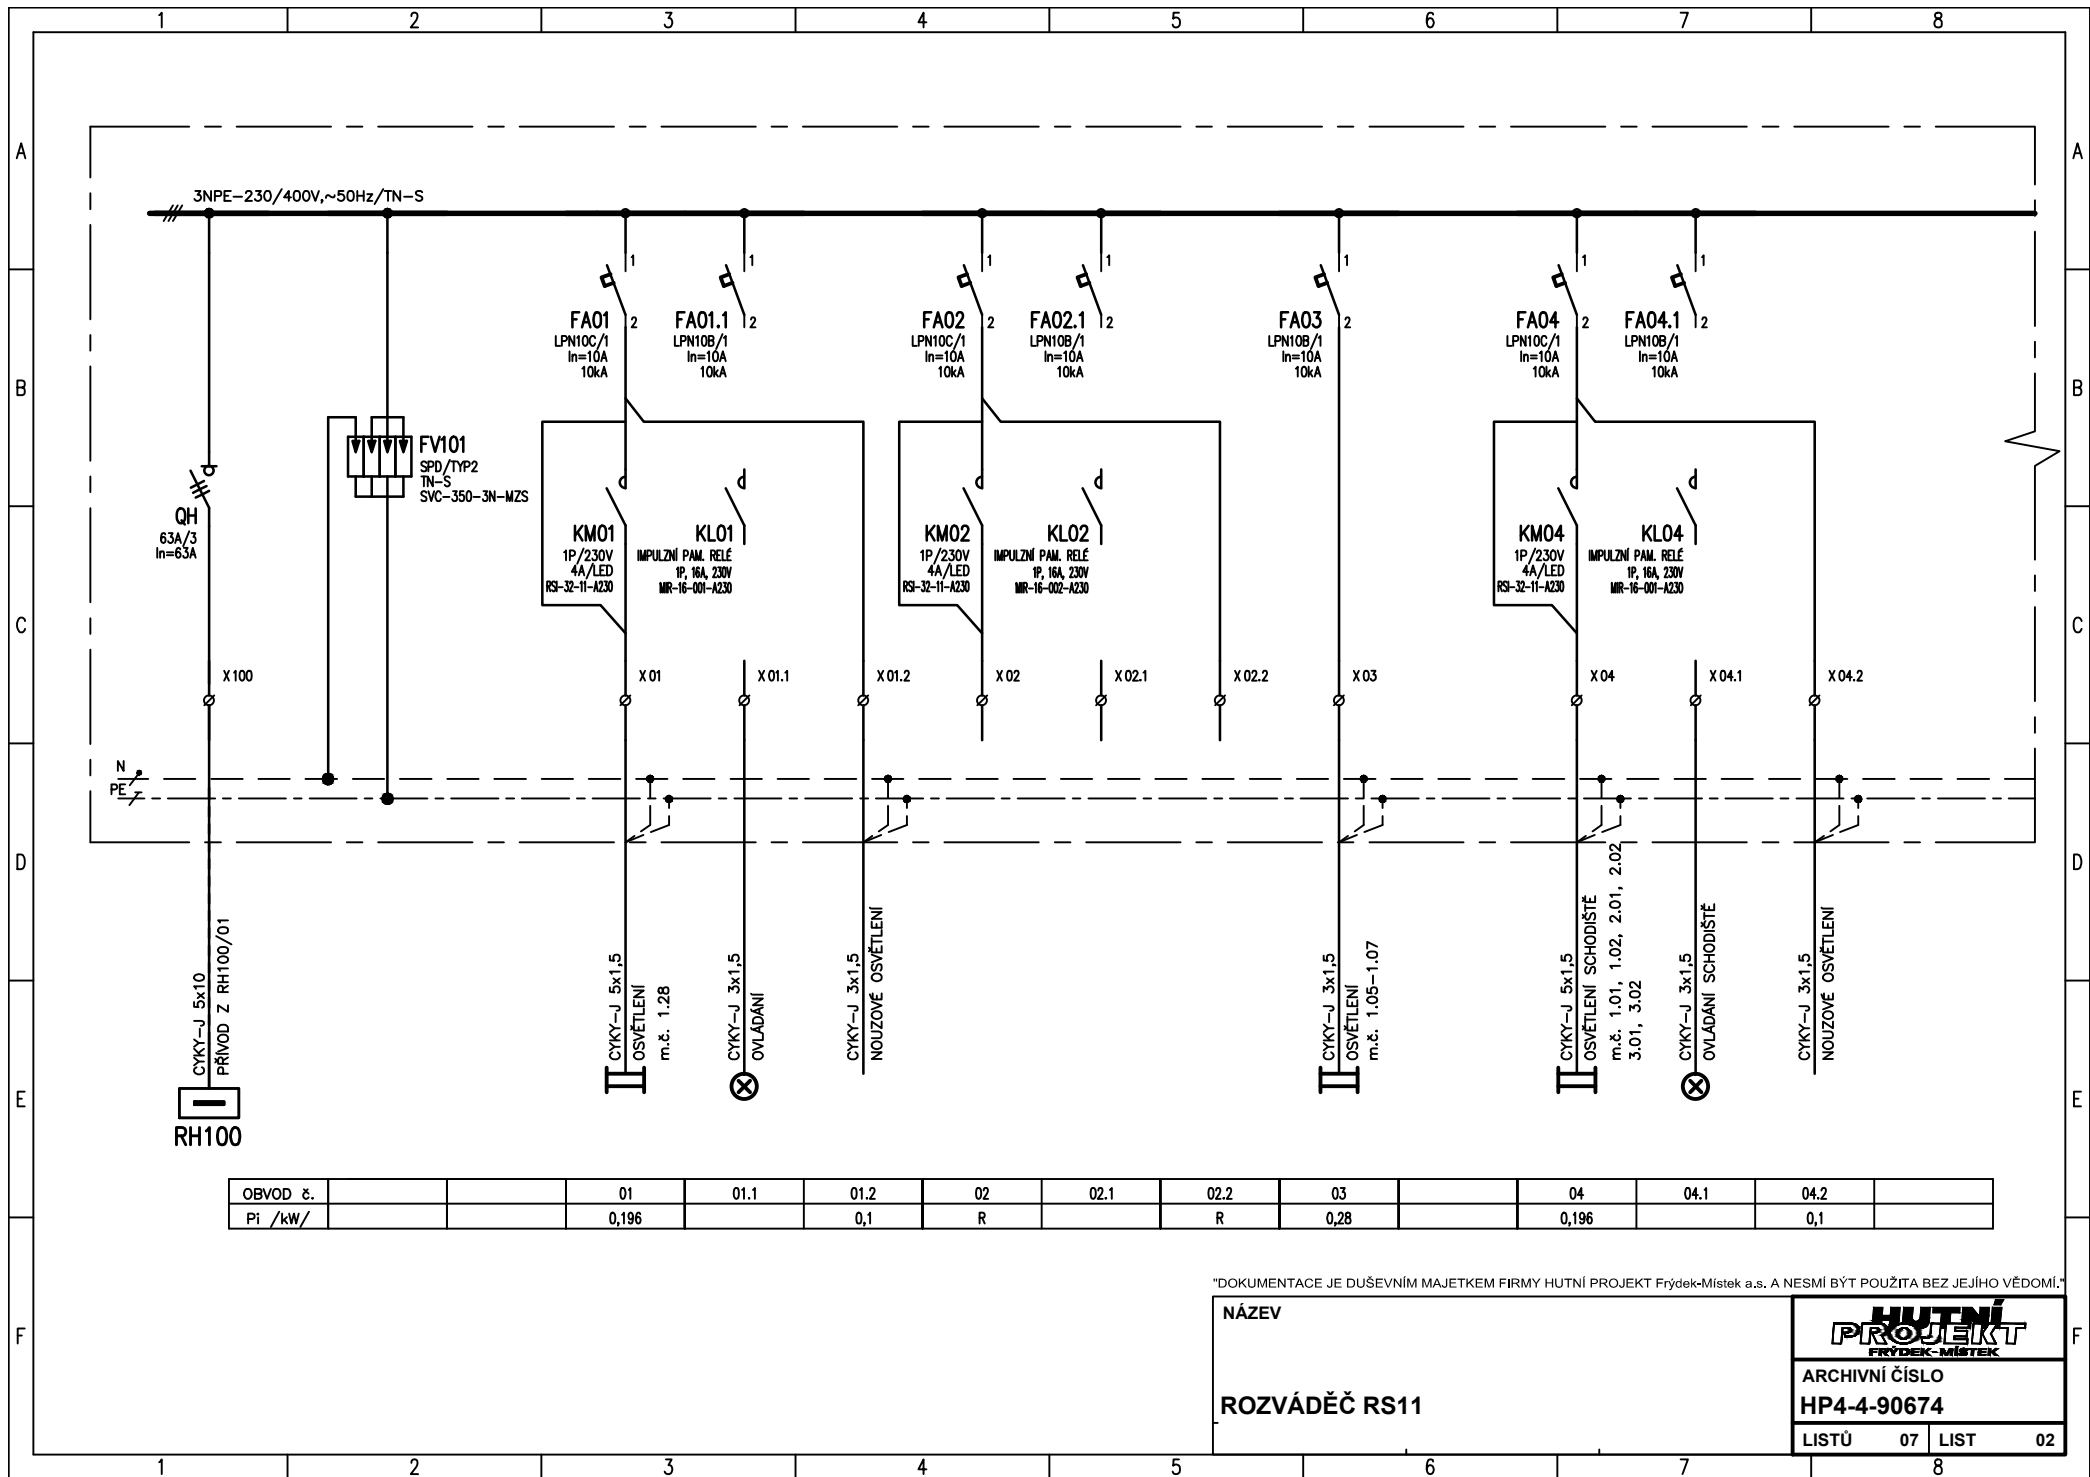 1 2 3 4 5 6 7 8
A A
B B
C C
D D
E E
F F
3NPE-230/400V,~50Hz/TN-S
QH
63A/3
In=63A
FV101
SPD/TYP2
TN-S
SVC-350-3N-MZS
1
2
FA01
LPN10C/1
In=10A
10kA
1
2
FA01.1
LPN10B/1
In=10A
10kA
1
2
FA02
LPN10C/1
In=10A
10kA
1
2
FA02.1
LPN10B/1
In=10A
10kA
1
2
FA03
LPN10B/1
In=10A
10kA
1
2
FA04
LPN10C/1
In=10A
10kA
1
2
FA04.1
LPN10B/1
In=10A
10kA
KM01
1P/230V
4A/LED
RSI-32-11-A230
KL01
IMPULZNÍ PAM. RELÉ
1P, 16A, 230V
MIR-16-001-A230
KM02
1P/230V
4A/LED
RSI-32-11-A230
KL02
IMPULZNÍ PAM. RELÉ
1P, 16A, 230V
MIR-16-002-A230
KM04
1P/230V
4A/LED
RSI-32-11-A230
KL04
IMPULZNÍ PAM. RELÉ
1P, 16A, 230V
MIR-16-001-A230
X100 X01 X01.1 X01.2 X02 X02.1 X02.2 X03 X04 X04.1 X04.2
N
PE
CYKY-J 5x10
PŘÍVOD Z RH100/01
RH100
CYKY-J 5x1,5
OSVĚTLENÍ
m.č. 1.28
CYKY-J 3x1,5
OVLÁDÁNÍ
CYKY-J 3x1,5
NOUZOVÉ OSVĚTLENÍ
CYKY-J 3x1,5
OSVĚTLENÍ
m.č. 1.05-1.07
CYKY-J 5x1,5
OSVĚTLENÍ SCHODIŠTĚ
m.č. 1.01, 1.02, 2.01, 2.02
3.01, 3.02
CYKY-J 3x1,5
OVLÁDÁNÍ SCHODIŠTĚ
CYKY-J 3x1,5
NOUZOVÉ OSVĚTLENÍ
OBVOD č. 01 01.1 01.2 02 02.1 02.2 03 04 04.1 04.2
Pi /kW/ 0,196 0,1 R R 0,28 0,196 0,1
"DOKUMENTACE JE DUŠEVNÍM MAJETKEM FIRMY HUTNÍ PROJEKT Frýdek-Místek a.s. A NESMÍ BÝT POUŽITA BEZ JEJÍHO VĚDOMÍ."
NÁZEV
ROZVÁDĚČ RS11
HUTNÍ
PROJEKT
FRÝDEK-MÍSTEK
ARCHIVNÍ ČÍSLO
HP4-4-90674
LISTŮ 07 LIST 02
1 2 3 4 5 6 7 8